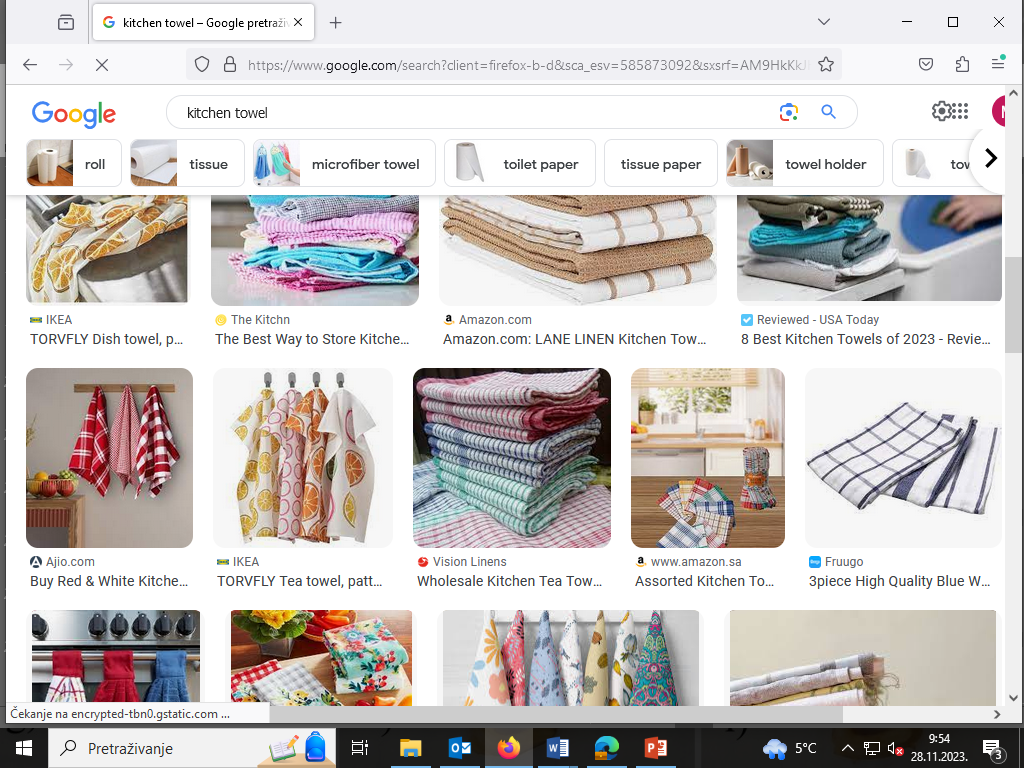 kitchen towel – Google pretraživ
https://www.google.com/search?client=firefox-b-d&sca_esv=585873092&sxsrf=AM9HkKkJ
Google
kitchen towel
roll
tissue
microfiber towel
toilet paper
tissue paper
towel holder
tow
IKEA
TORVFLY Dish towel, p...
The Kitchn
The Best Way to Store Kitche...
Amazon.com
Amazon.com: LANE LINEN Kitchen Tow...
Reviewed - USA Today
8 Best Kitchen Towels of 2023 - Revie...
Ajio.com
Buy Red & White Kitche...
IKEA
TORVFLY Tea towel, patt...
Vision Linens
Wholesale Kitchen Tea Tow...
www.amazon.sa
Assorted Kitchen To...
Fruugo
3piece High Quality Blue W...
Čekanje na encrypted-tbn0.gstatic.com ...
Pretraživanje
5°C
9:54
28.11.2023.
3